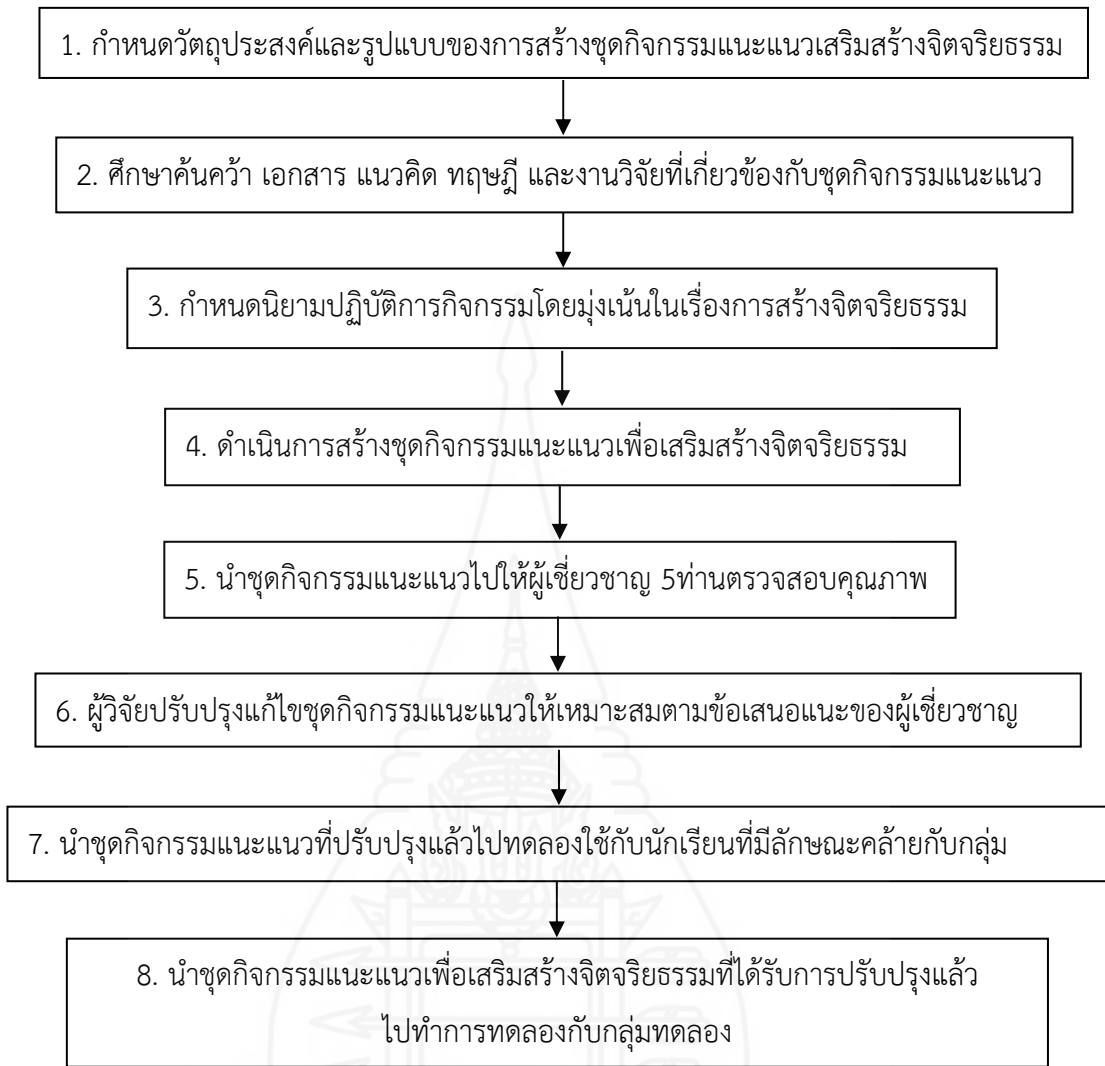 1. กำหนดวัตถุประสงค์และรูปแบบของการสร้างชุดกิจกรรมแนะแนวเสริมสร้างจิตจริยธรรม
2. ศึกษาค้นคว้า เอกสาร แนวคิด ทฤษฎี และงานวิจัยที่เกี่ยวข้องกับชุดกิจกรรมแนะแนว
3. กำหนดนิยามปฏิบัติการกิจกรรมโดยมุ่งเน้นในเรื่องการสร้างจิตจริยธรรม
4. ดำเนินการสร้างชุดกิจกรรมแนะแนวเพื่อเสริมสร้างจิตจริยธรรม
5. นำชุดกิจกรรมแนะแนวไปให้ผู้เชี่ยวชาญ 5ท่านตรวจสอบคุณภาพ
6. ผู้วิจัยปรับปรุงแก้ไขชุดกิจกรรมแนะแนวให้เหมาะสมตามข้อเสนอแนะของผู้เชี่ยวชาญ
7. นำชุดกิจกรรมแนะแนวที่ปรับปรุงแล้วไปทดลองใช้กับนักเรียนที่มีลักษณะคล้ายกับกลุ่ม
8. นำชุดกิจกรรมแนะแนวเพื่อเสริมสร้างจิตจริยธรรมที่ได้รับการปรับปรุงแล้ว
ไปทำการทดลองกับกลุ่มทดลอง